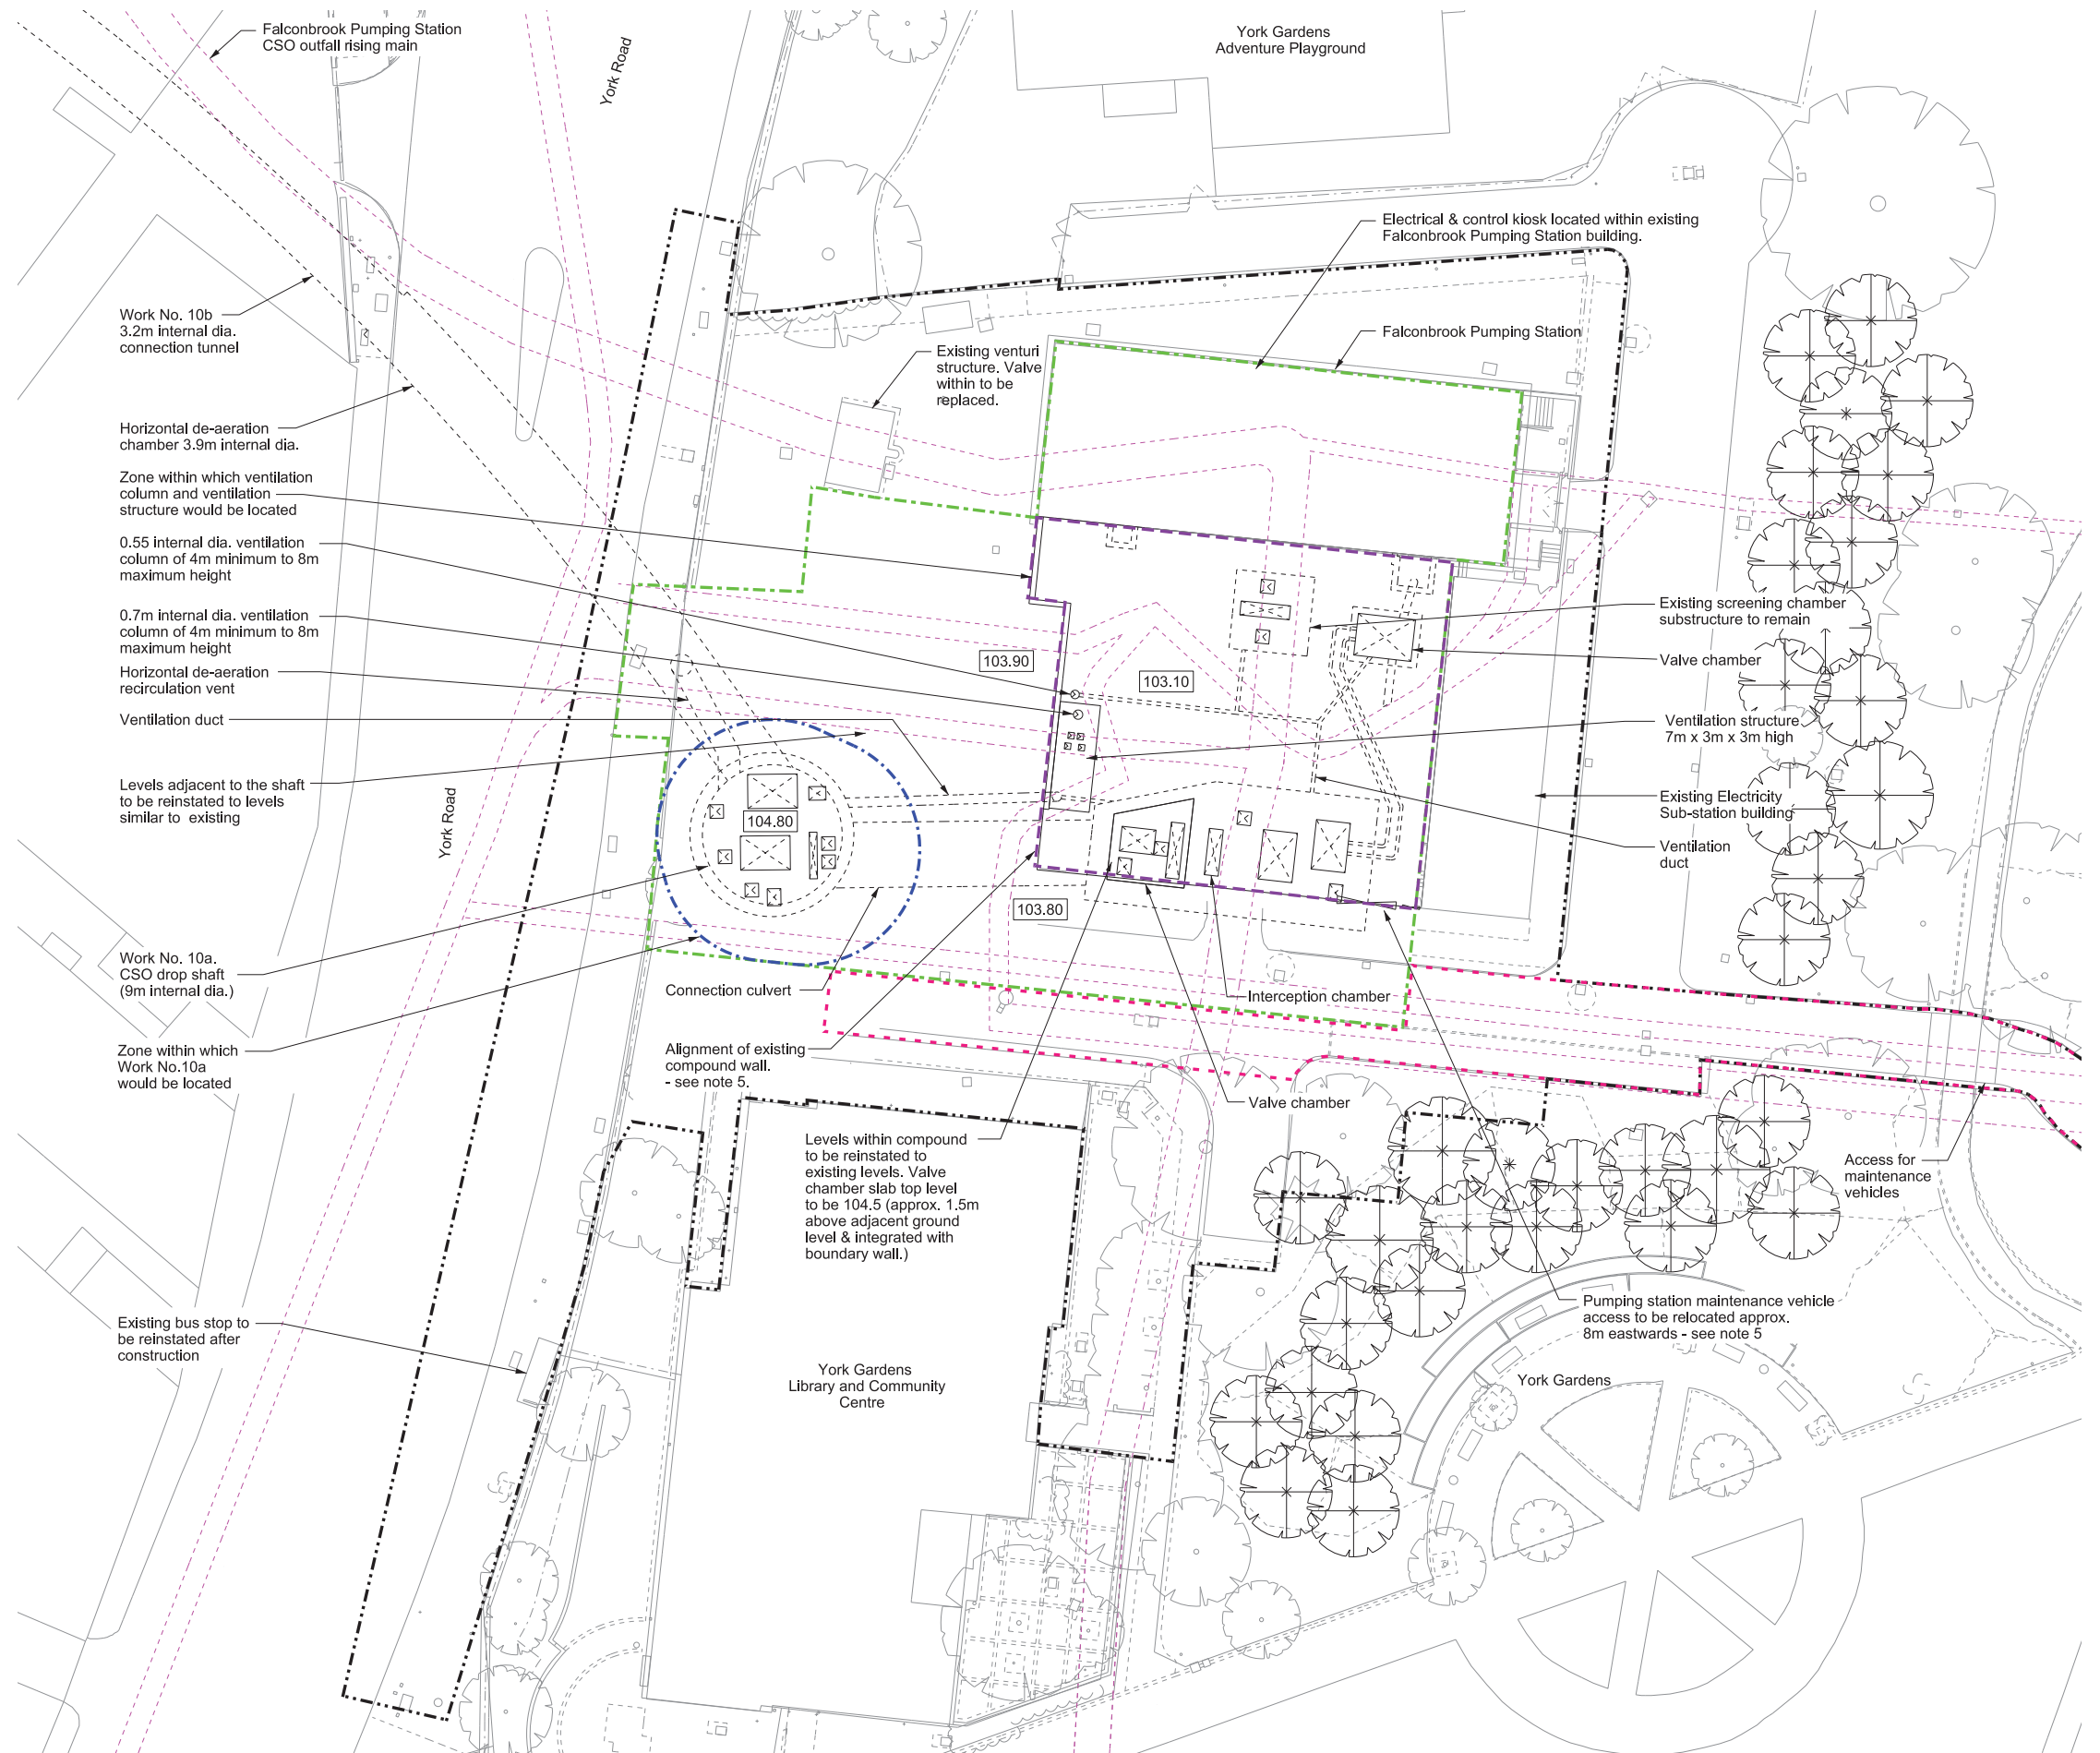 Falconbrook Pumping Station
CSO outfall rising main
York Road
York Gardens
Adventure Playground
Electrical & control kiosk located within existing
Falconbrook Pumping Station building.
Work No. 10b
3.2m internal dia.
connection tunnel
Falconbrook Pumping Station
Existing venturi
structure. Valve
within to be
replaced.
Horizontal de-aeration
chamber 3.9m internal dia.
Zone within which ventilation
column and ventilation
structure would be located
0.55 internal dia. ventilation
column of 4m minimum to 8m
maximum height
0.7m internal dia. ventilation
column of 4m minimum to 8m
maximum height
Horizontal de-aeration
recirculation vent
Ventilation duct
Levels adjacent to the shaft
to be reinstated to levels
similar to existing
York Road
103.90
103.10
104.80
103.80
Existing screening chamber
substructure to remain
Valve chamber
Ventilation structure
7m x 3m x 3m high
Existing Electricity
Sub-station building
Ventilation
duct
Work No. 10a.
CSO drop shaft
(9m internal dia.)
Zone within which
Work No.10a
would be located
Connection culvert
Interception chamber
Alignment of existing
compound wall.
- see note 5.
Valve chamber
Levels within compound
to be reinstated to
existing levels. Valve
chamber slab top level
to be 104.5 (approx. 1.5m
above adjacent ground
level & integrated with
boundary wall.)
Access for
maintenance
vehicles
Pumping station maintenance vehicle
access to be relocated approx.
8m eastwards - see note 5
Existing bus stop to
be reinstated after
construction
York Gardens
Library and Community
Centre
York Gardens